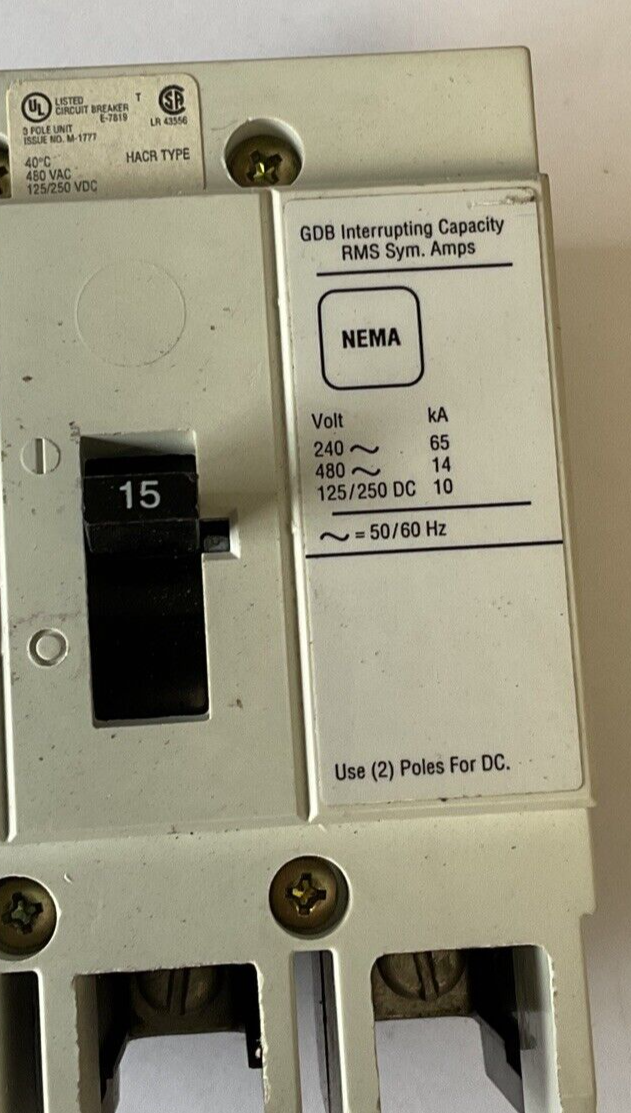 UL LISTED T SA
CIRCUIT BREAKER
E-7819 LR 43556
3 POLE UNIT
ISSUE NO. M-1777
40°C HACR TYPE
480 VAC
125/250 VDC
GDB Interrupting Capacity
RMS Sym. Amps
NEMA
Volt kA
240 ~ 65
480 ~ 14
125/250 DC 10
~ = 50/60 Hz
15
Use (2) Poles For DC.